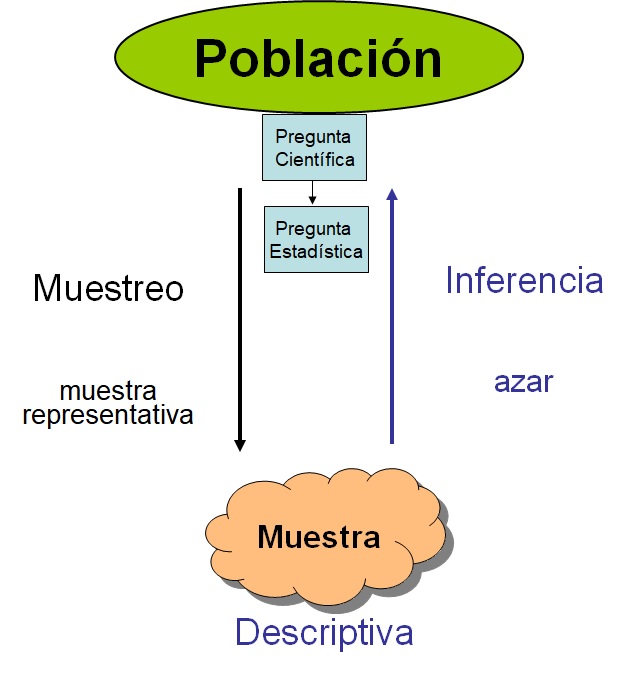 Población
Pregunta
Científica
Pregunta
Estadística
Muestreo
Inferencia
muestra
representativa
azar
Muestra
Descriptiva